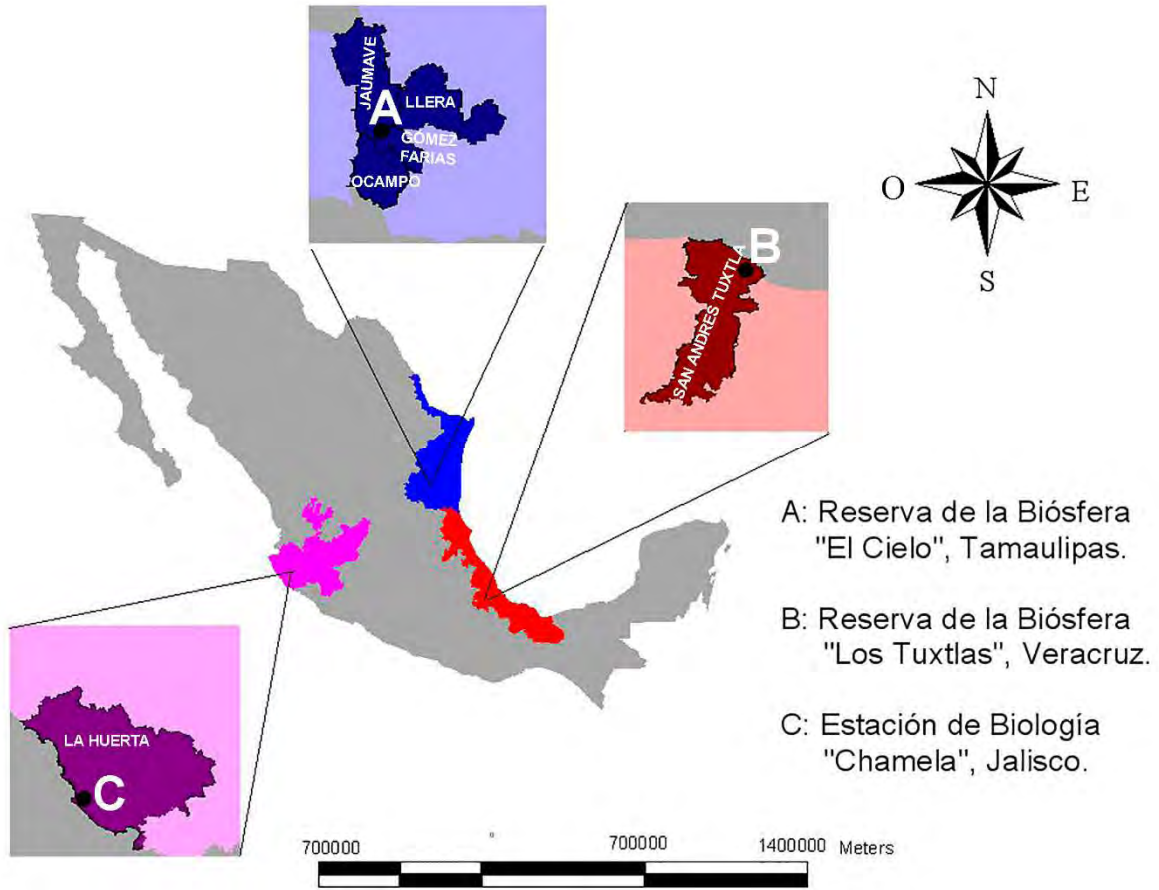 JAUMAVE
LLERA
A
GÓMEZ
FARIAS
OCAMPO
N
O
E
S
B
SAN ANDRES TUXTLA
A: Reserva de la Biósfera
"El Cielo", Tamaulipas.
B: Reserva de la Biósfera
"Los Tuxtlas", Veracruz.
C: Estación de Biología
"Chamela", Jalisco.
LA HUERTA
C
700000 ° 700000 1400000 Meters